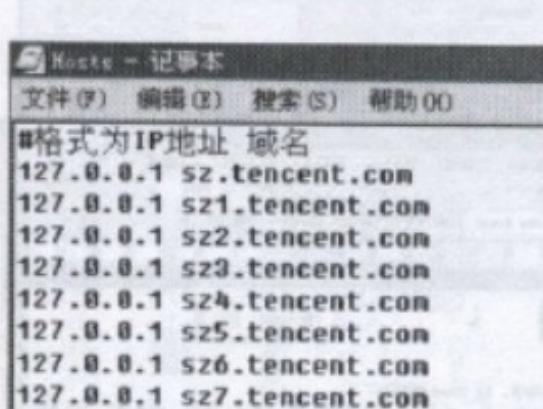 Hosts - 记事本
文件(F) 编辑(E) 搜索(S) 帮助(H)
#格式为IP地址 域名
127.0.0.1 sz.tencent.com
127.0.0.1 sz1.tencent.com
127.0.0.1 sz2.tencent.com
127.0.0.1 sz3.tencent.com
127.0.0.1 sz4.tencent.com
127.0.0.1 sz5.tencent.com
127.0.0.1 sz6.tencent.com
127.0.0.1 sz7.tencent.com